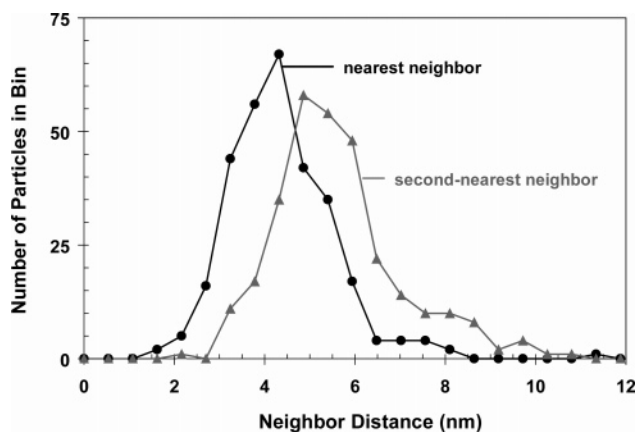 75
50
25
0
Number of Particles in Bin
nearest neighbor
second-nearest neighbor
0 2 4 6 8 10 12
Neighbor Distance (nm)